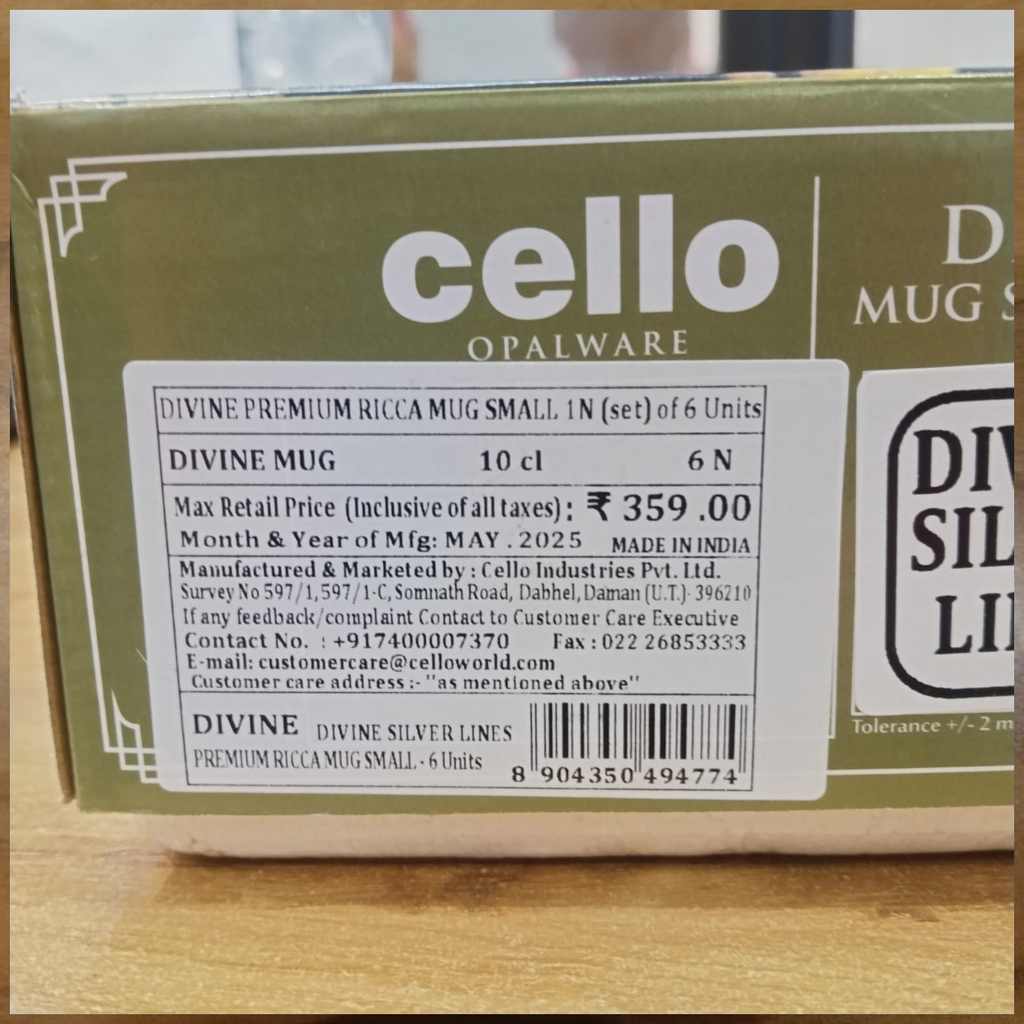 cello
OPALWARE
MUG
DIVINE PREMIUM RICCA MUG SMALL 1N (set) of 6 Units
DIVINE MUG 10 cl 6 N
Max Retail Price (Inclusive of all taxes) : ₹ 359 .00
Month & Year of Mfg: MAY . 2025 MADE IN INDIA
Manufactured & Marketed by : Cello Industries Pvt. Ltd.
Survey No 597/1,597/1-C, Somnath Road, Dabhel, Daman (U.T.)- 396210
If any feedback/complaint Contact to Customer Care Executive
Contact No. : +917400007370 Fax : 022 26853333
E-mail: customercare@celloworld.com
Customer care address :- "as mentioned above"
DIVINE DIVINE SILVER LINES
PREMIUM RICCA MUG SMALL - 6 Units
8 904350 494774
Tolerance +/- 2